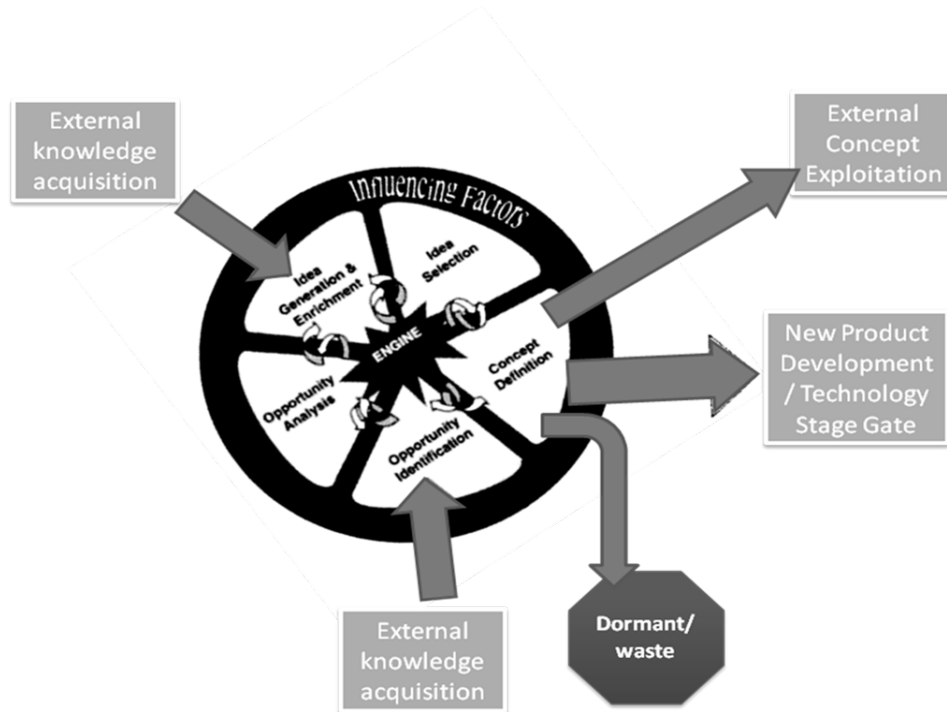 External
knowledge
acquisition
External
Concept
Exploitation
Influencing Factors
Idea
Generation &
Enrichment
Idea
Selection
ENGINE
Opportunity
Analysis
Concept
Definition
Opportunity
Identification
New Product
Development
/ Technology
Stage Gate
External
knowledge
acquisition
Dormant/
waste